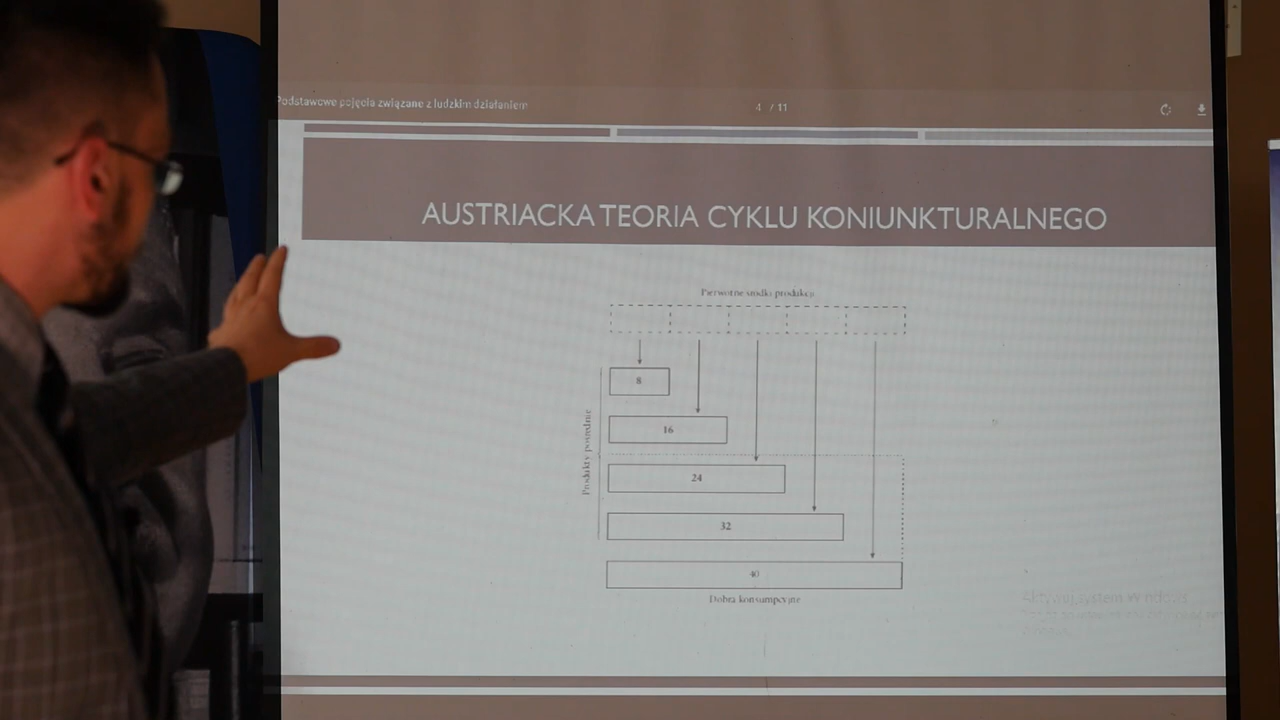 Podstawowe pojęcia związane z ludzkim działaniem
4 / 11
AUSTRIACKA TEORIA CYKLU KONIUNKTURALNEGO
Pierwotne środki produkcji
8
16
24
32
40
Produkty pośrednie
Dobra konsumpcyjne
Aktywuj system Windows